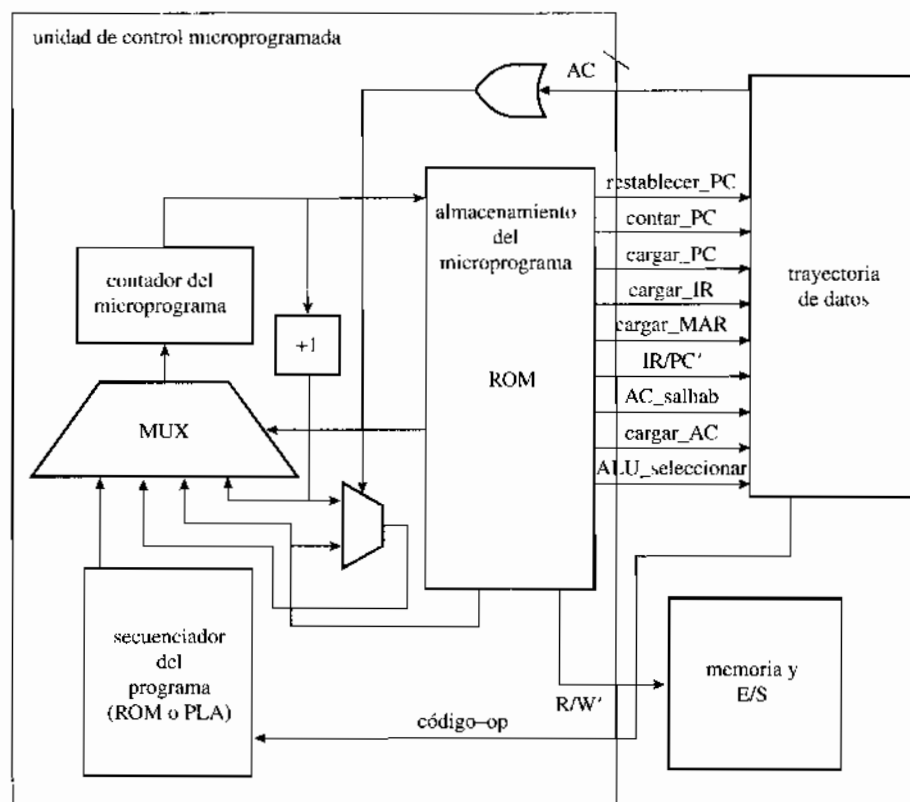 unidad de control microprogramada
AC
restablecer_PC
contar_PC
cargar_PC
cargar_IR
cargar_MAR
IR/PC'
AC_salhab
cargar_AC
ALU_seleccionar
almacenamiento
del
microprograma
ROM
trayectoria
de datos
contador del
microprograma
+1
MUX
secuenciador
del
programa
(ROM o PLA)
código-op
R/W'
memoria y
E/S